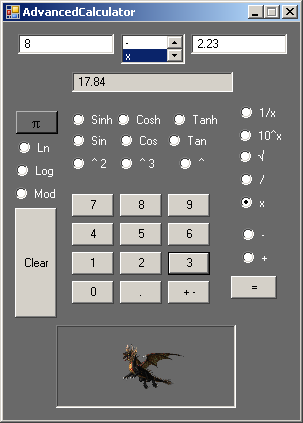 AdvancedCalculator
8 - 2.23
x
17.84
π Sinh Cosh Tanh 1/x
Ln Sin Cos Tan 10^x
Log ^2 ^3 ^ √
Mod /
7 8 9 x
4 5 6 -
Clear 1 2 3 +
0 . + - =